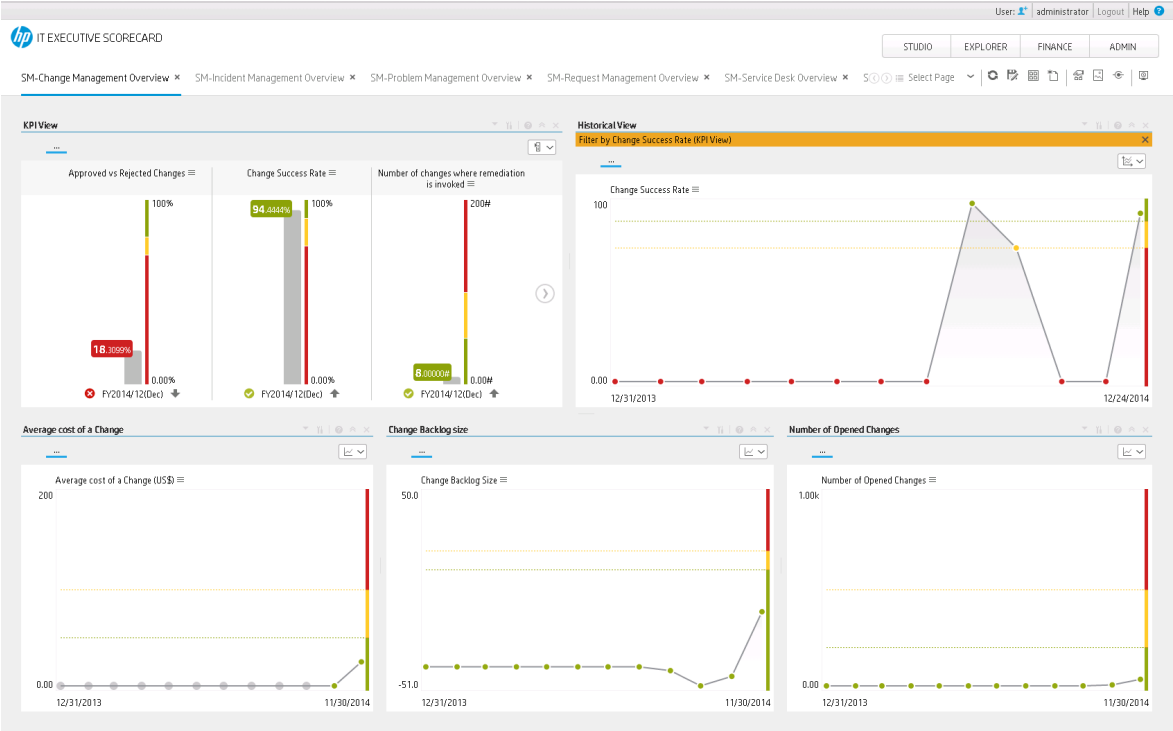 User: administrator Logout Help ?
hp IT EXECUTIVE SCORECARD
STUDIO EXPLORER FINANCE ADMIN
SM-Change Management Overview × SM-Incident Management Overview × SM-Problem Management Overview × SM-Request Management Overview × SM-Service Desk Overview × S Select Page
KPI View
...
Approved vs Rejected Changes
100%
18.3099%
0.00%
FY2014/12(Dec)
Change Success Rate
94.4444%
100%
0.00%
FY2014/12(Dec)
Number of changes where remediation
is invoked
200#
8.00000#
0.00#
FY2014/12(Dec)
Historical View
Filter by Change Success Rate (KPI View)
...
Change Success Rate
100
0.00
12/31/2013 12/24/2014
Average cost of a Change
...
Average cost of a Change (US$)
200
0.00
12/31/2013 11/30/2014
Change Backlog size
...
Change Backlog Size
50.0
-51.0
12/31/2013 11/30/2014
Number of Opened Changes
...
Number of Opened Changes
1.00k
0.00
12/31/2013 11/30/2014